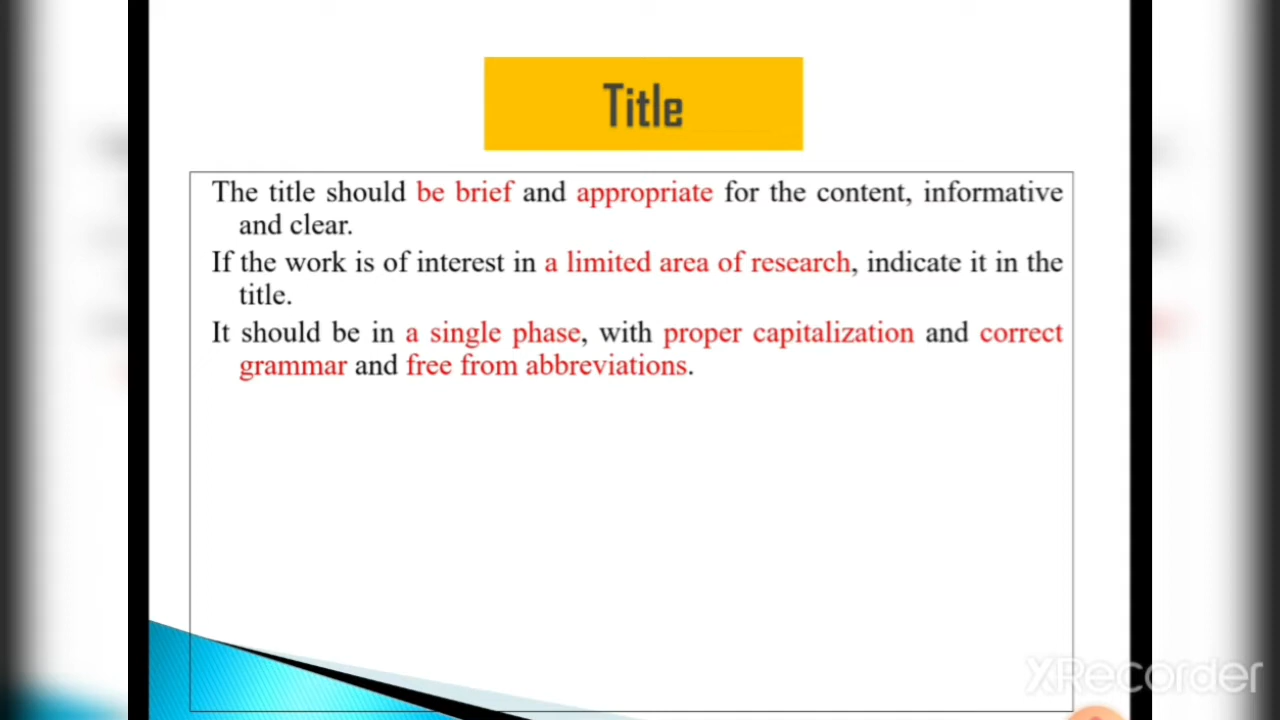 Title
The title should be brief and appropriate for the content, informative
and clear.
If the work is of interest in a limited area of research, indicate it in the
title.
It should be in a single phase, with proper capitalization and correct
grammar and free from abbreviations.
XRecorder